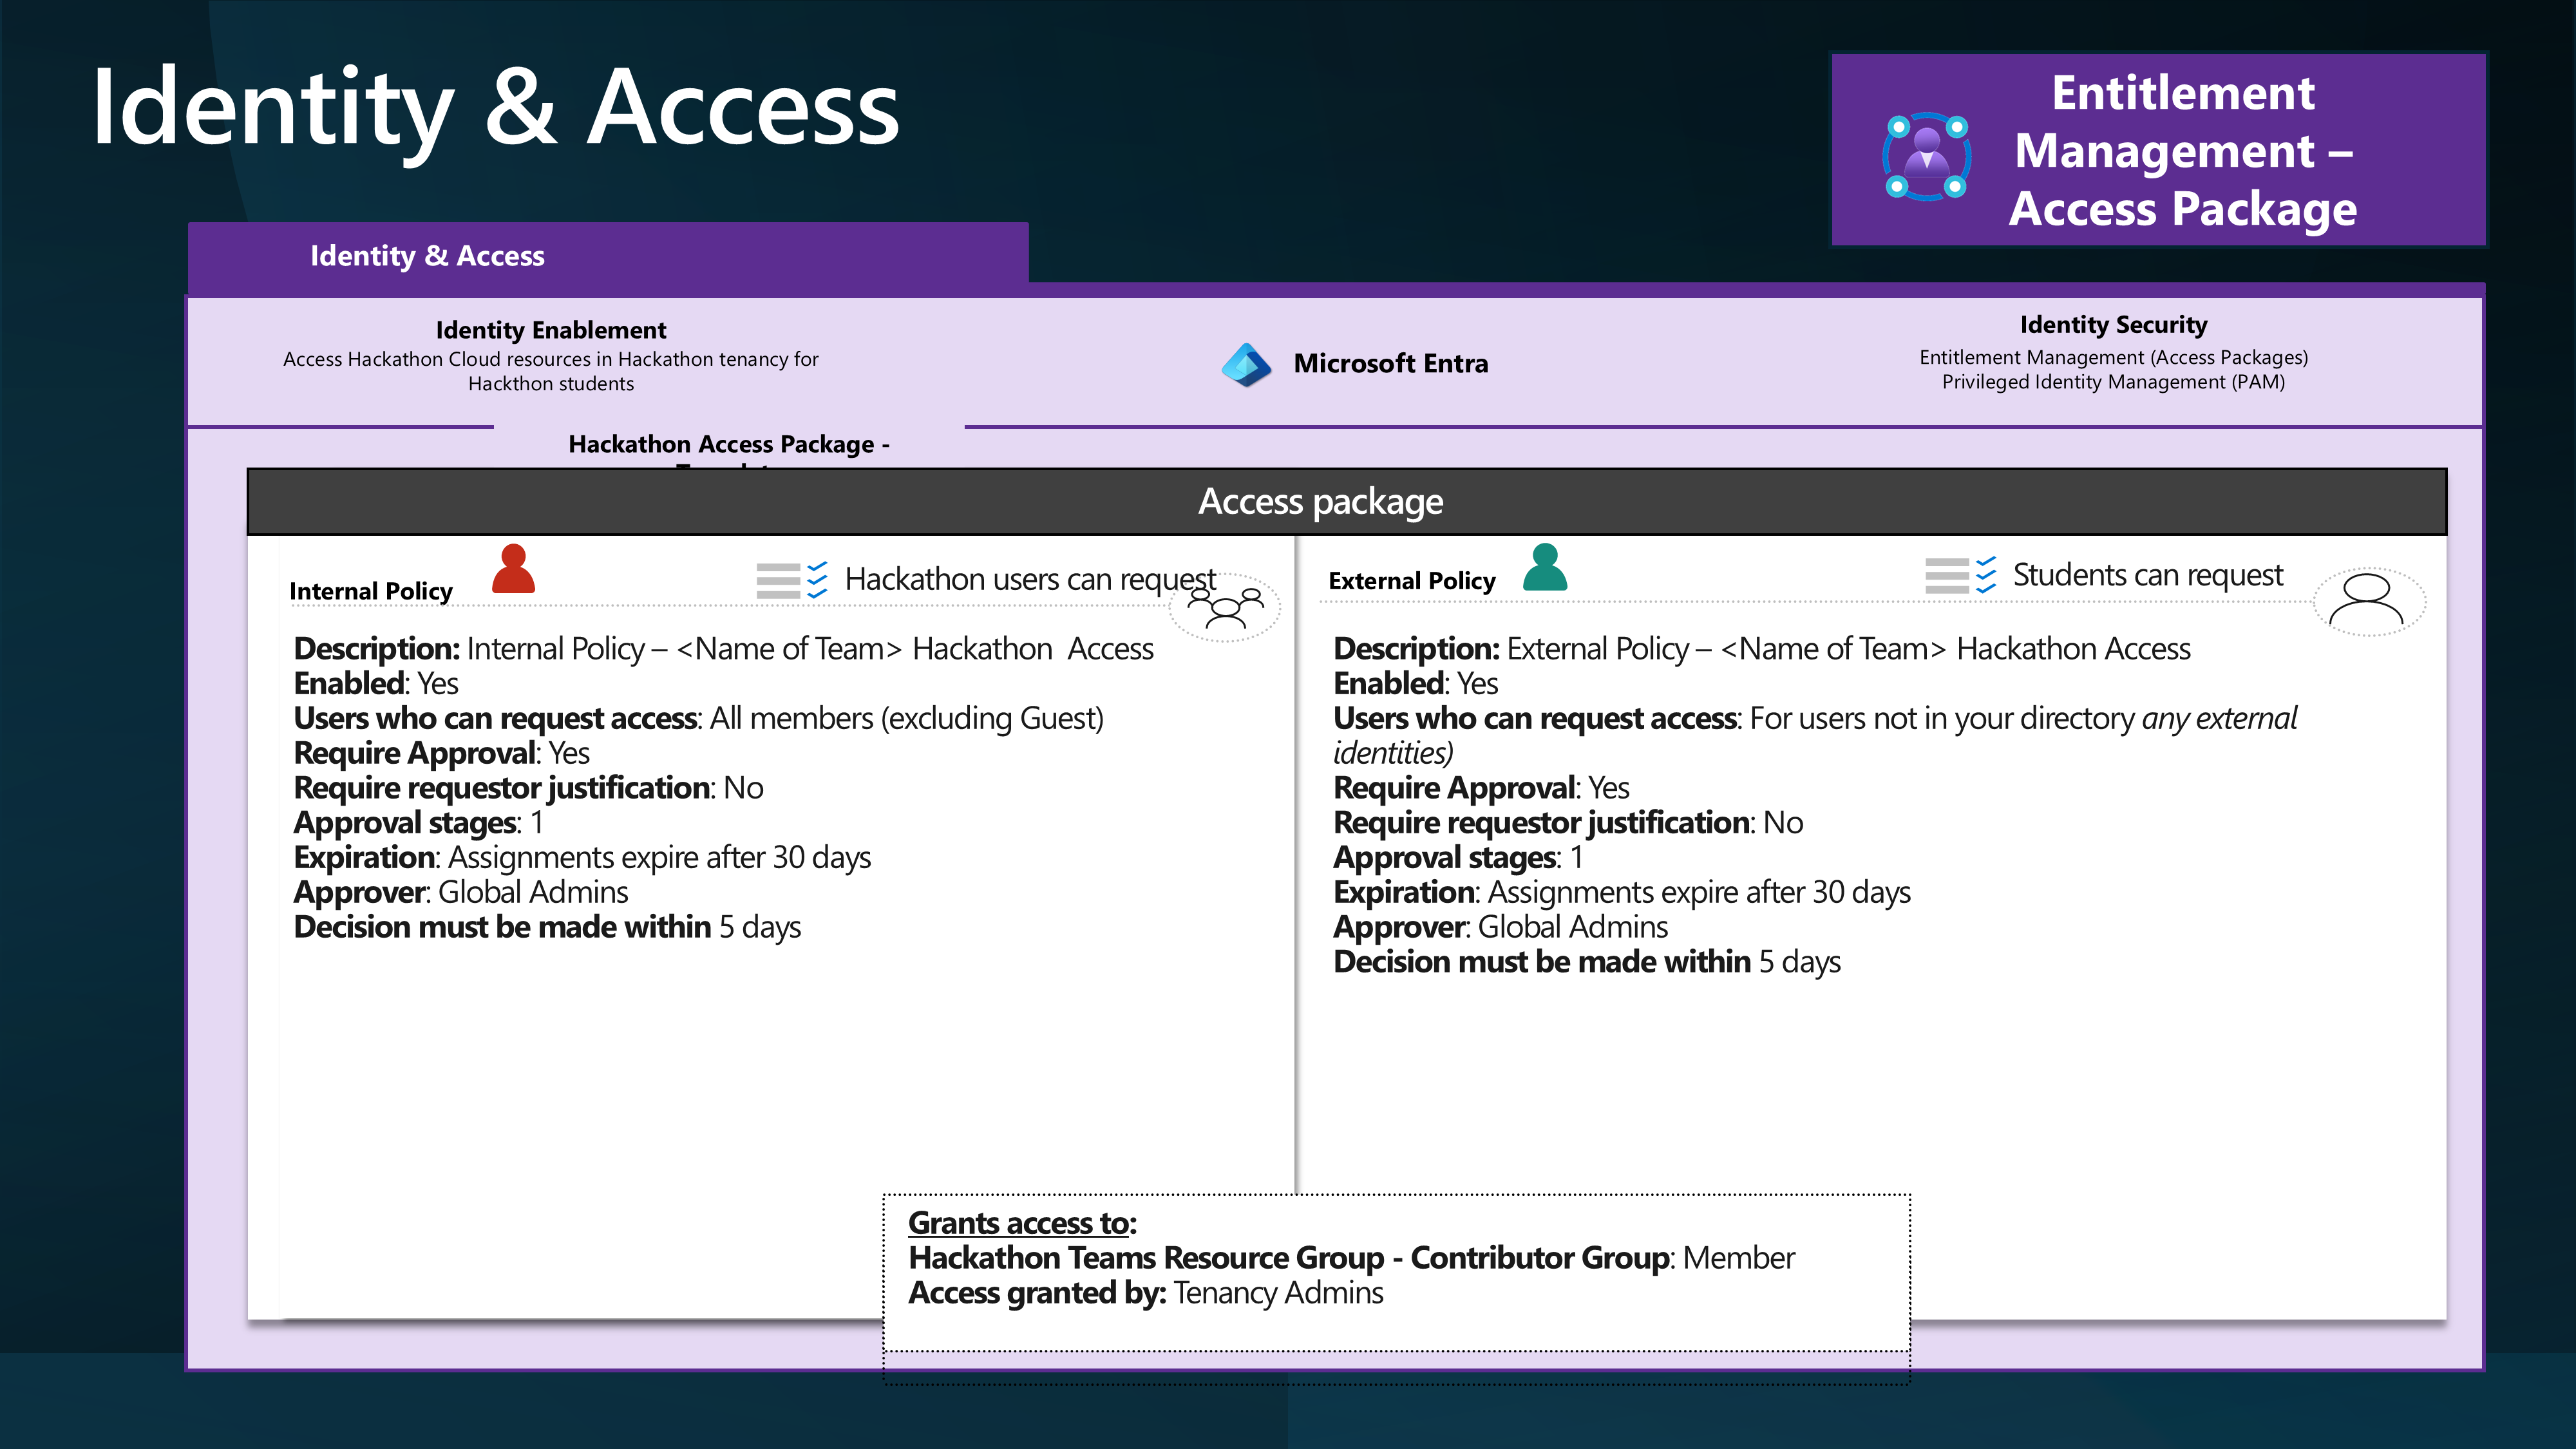 Identity & Access
Entitlement
Management –
Access Package
Identity & Access
Identity Enablement
Access Hackathon Cloud resources in Hackathon tenancy for
Hackthon students
Microsoft Entra
Identity Security
Entitlement Management (Access Packages)
Privileged Identity Management (PAM)
Hackathon Access Package -
Access package
Internal Policy
Hackathon users can request
Description: Internal Policy – <Name of Team> Hackathon  Access
Enabled: Yes
Users who can request access: All members (excluding Guest)
Require Approval: Yes
Require requestor justification: No
Approval stages: 1
Expiration: Assignments expire after 30 days
Approver: Global Admins
Decision must be made within 5 days
External Policy
Students can request
Description: External Policy – <Name of Team> Hackathon Access
Enabled: Yes
Users who can request access: For users not in your directory any external
identities)
Require Approval: Yes
Require requestor justification: No
Approval stages: 1
Expiration: Assignments expire after 30 days
Approver: Global Admins
Decision must be made within 5 days
Grants access to:
Hackathon Teams Resource Group - Contributor Group: Member
Access granted by: Tenancy Admins